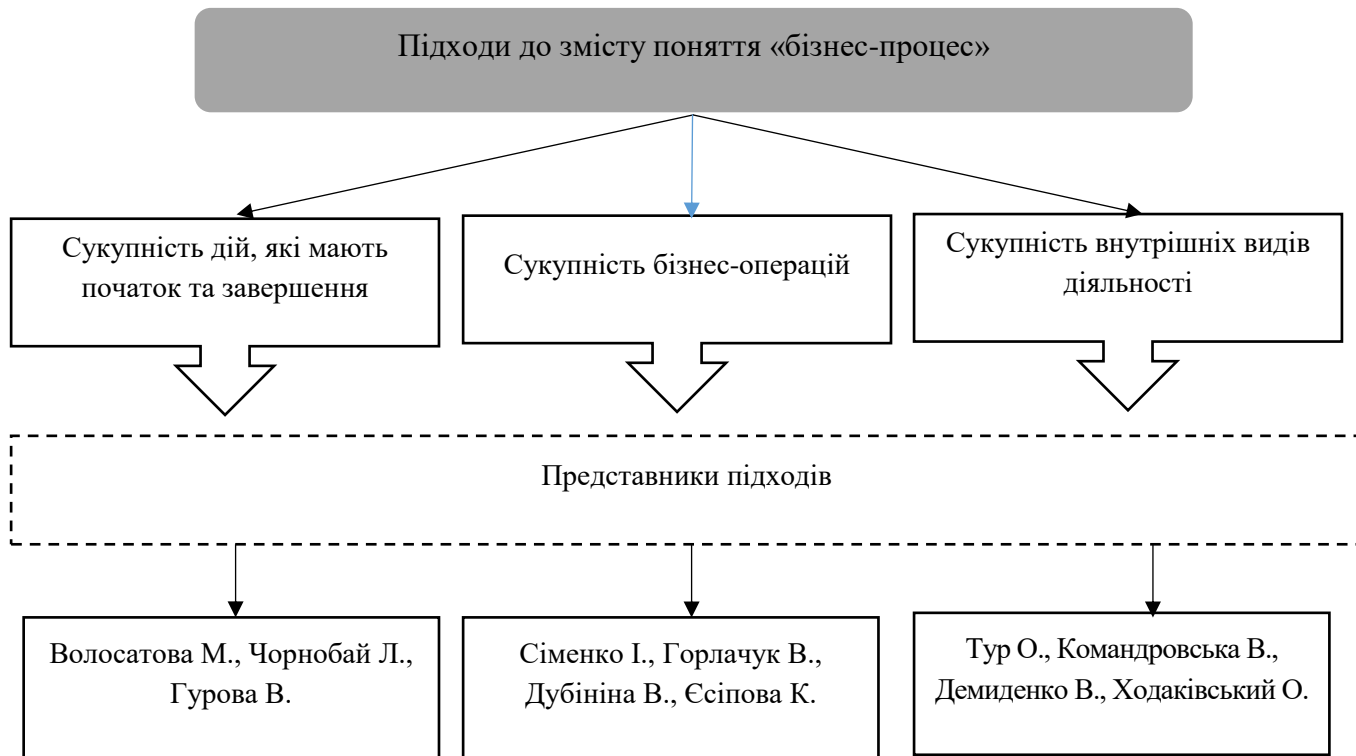 Підходи до змісту поняття «бізнес-процес»
Сукупність дій, які мають
початок та завершення
Сукупність бізнес-операцій
Сукупність внутрішніх видів
діяльності
Представники підходів
Волосатова М., Чорнобай Л.,
Гурова В.
Сіменко І., Горлачук В.,
Дубініна В., Єсіпова К.
Тур О., Командровська В.,
Демиденко В., Ходаківський О.